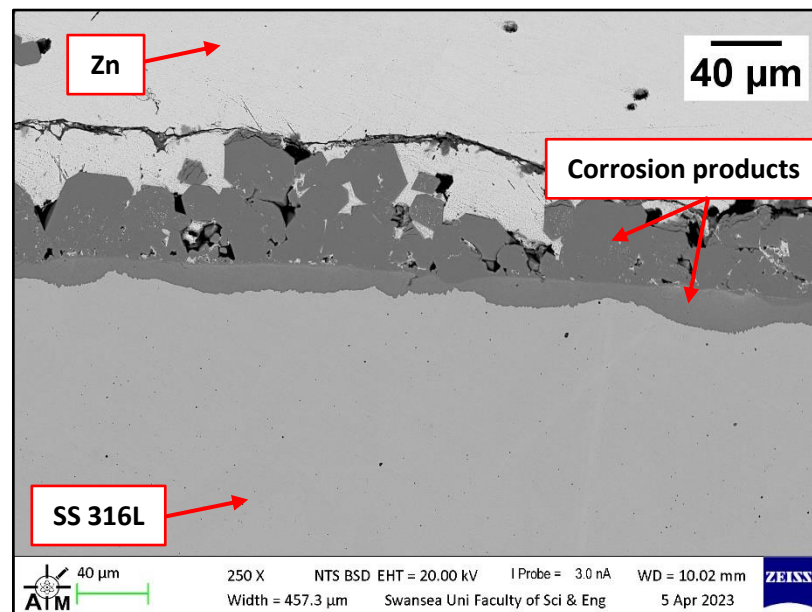 Zn
40 µm
Corrosion products
SS 316L
40 µm
250 X NTS BSD EHT = 20.00 kV I Probe = 3.0 nA WD = 10.02 mm
Width = 457.3 µm Swansea Uni Faculty of Sci & Eng 5 Apr 2023
AIM
ZEISS